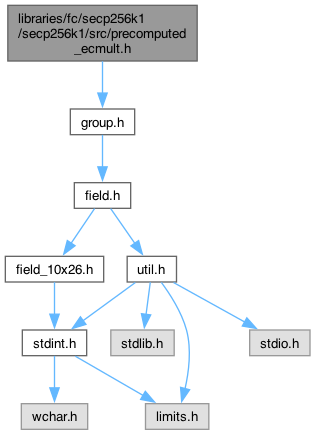 libraries/fc/secp256k1
/secp256k1/src/precomputed
_ecmult.h
group.h
field.h
field_10x26.h
util.h
stdint.h
stdlib.h
stdio.h
wchar.h
limits.h